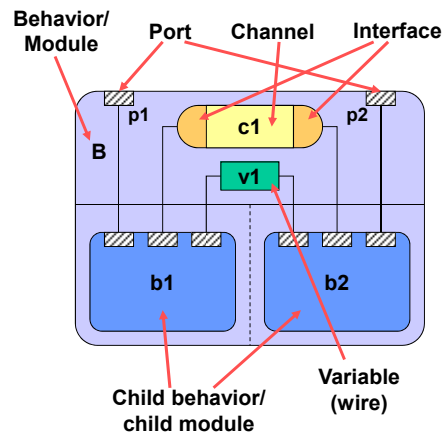 Behavior/
Module
Port
Channel
Interface
p1
c1
p2
B
v1
b1
b2
Child behavior/
child module
Variable
(wire)